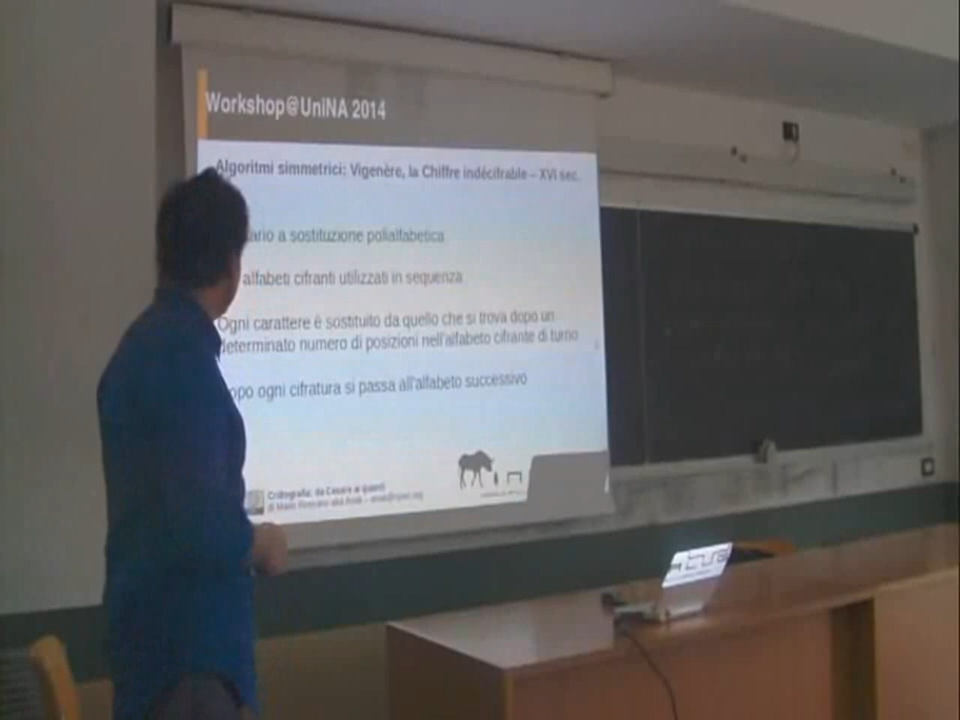 Workshop@UniNA 2014
Algoritmi simmetrici: Vigenère, la Chiffre indécifrable – XVI sec.
a sostituzione polialfabetica
alfabeti cifranti utilizzati in sequenza
Ogni carattere è sostituito da quello che si trova dopo un
determinato numero di posizioni nell'alfabeto cifrante di turno
opo ogni cifratura si passa all'alfabeto successivo
Crittografia: da Cesare ai quanti
di Mario